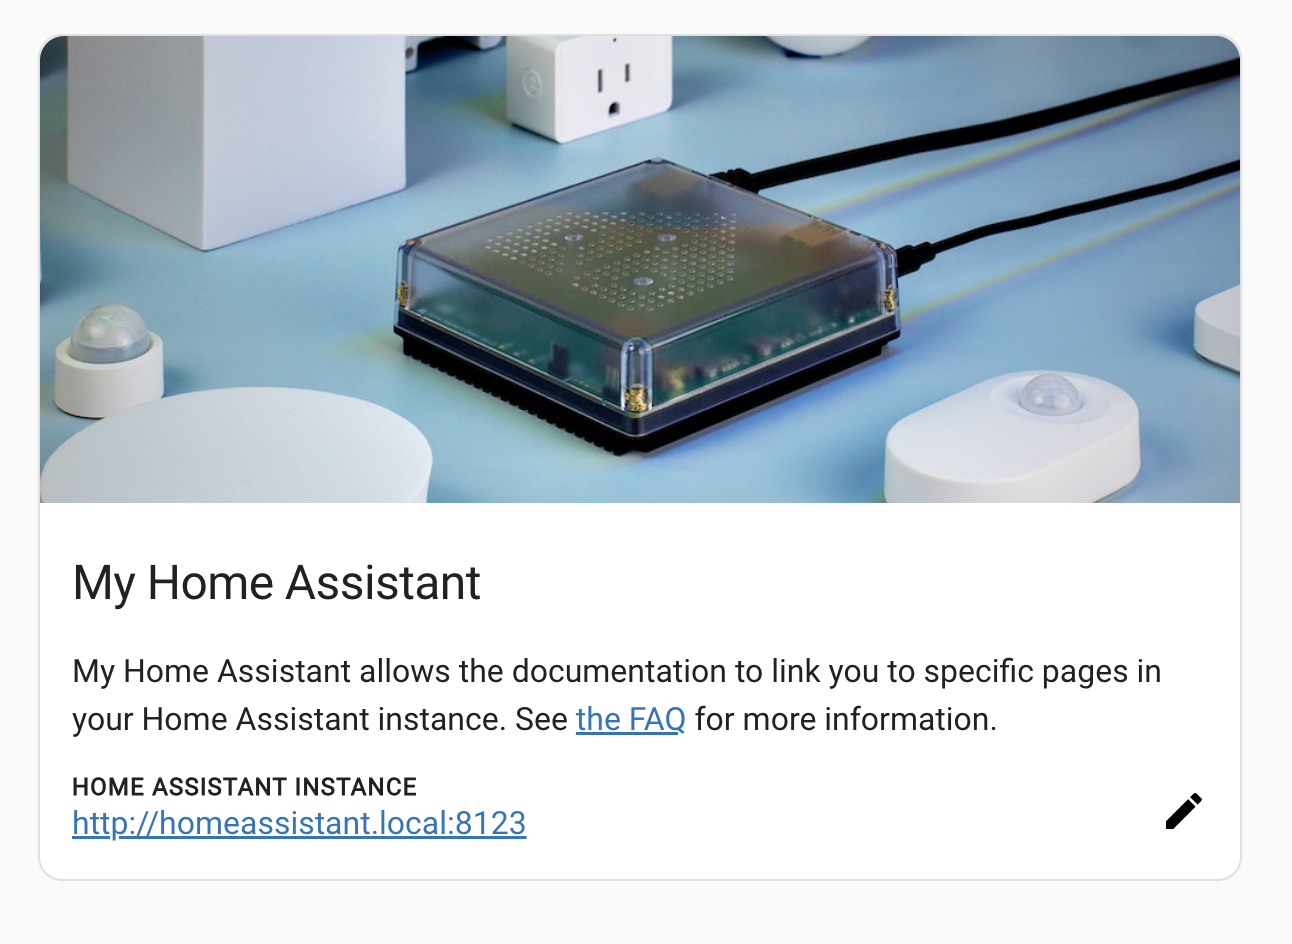 My Home Assistant
My Home Assistant allows the documentation to link you to specific pages in
your Home Assistant instance. See the FAQ for more information.
HOME ASSISTANT INSTANCE
http://homeassistant.local:8123